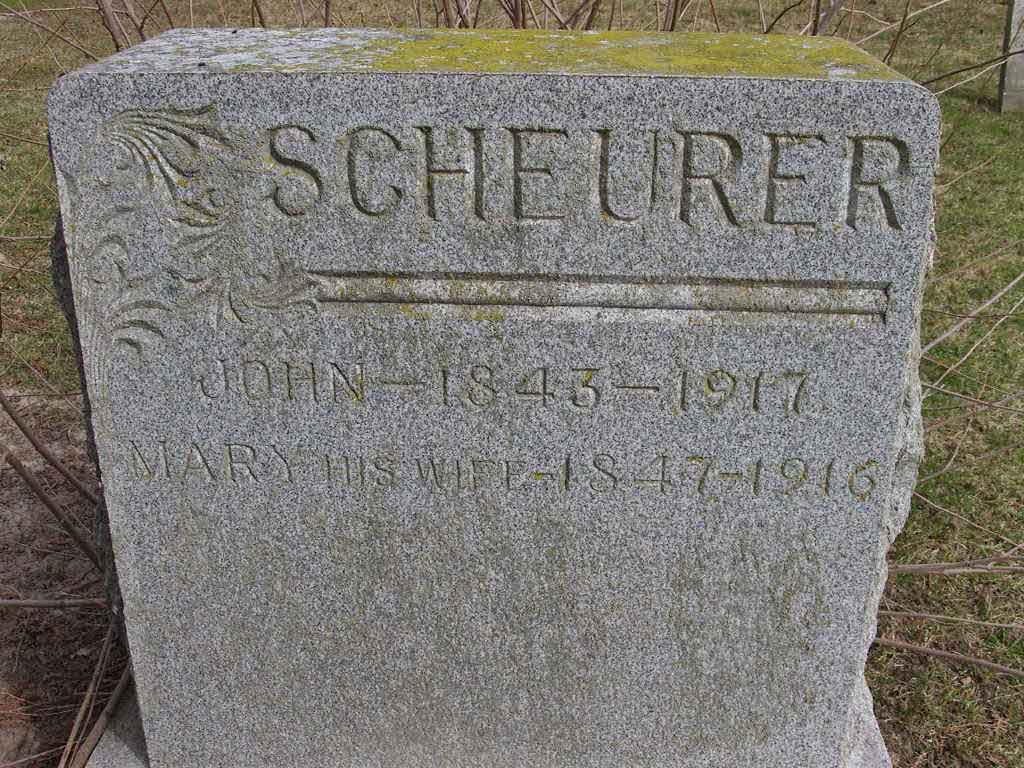 SCHEURER
JOHN — 1843 — 1917.
MARY HIS WIFE - 1847 - 1916